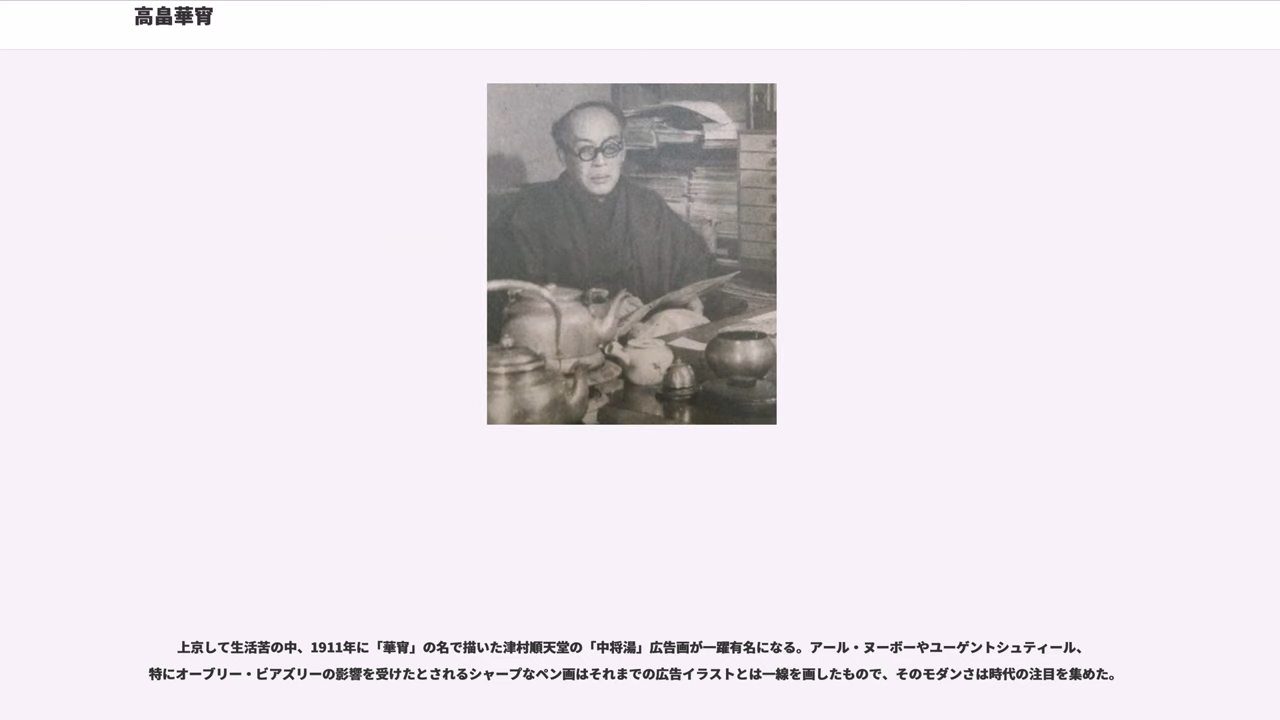 高畠華宵
上京して生活苦の中、1911年に「華宵」の名で描いた津村順天堂の「中将湯」広告画が一躍有名になる。アール・ヌーボーやユーゲントシュティール、
特にオーブリー・ビアズリーの影響を受けたとされるシャープなペン画はそれまでの広告イラストとは一線を画したもので、そのモダンさは時代の注目を集めた。